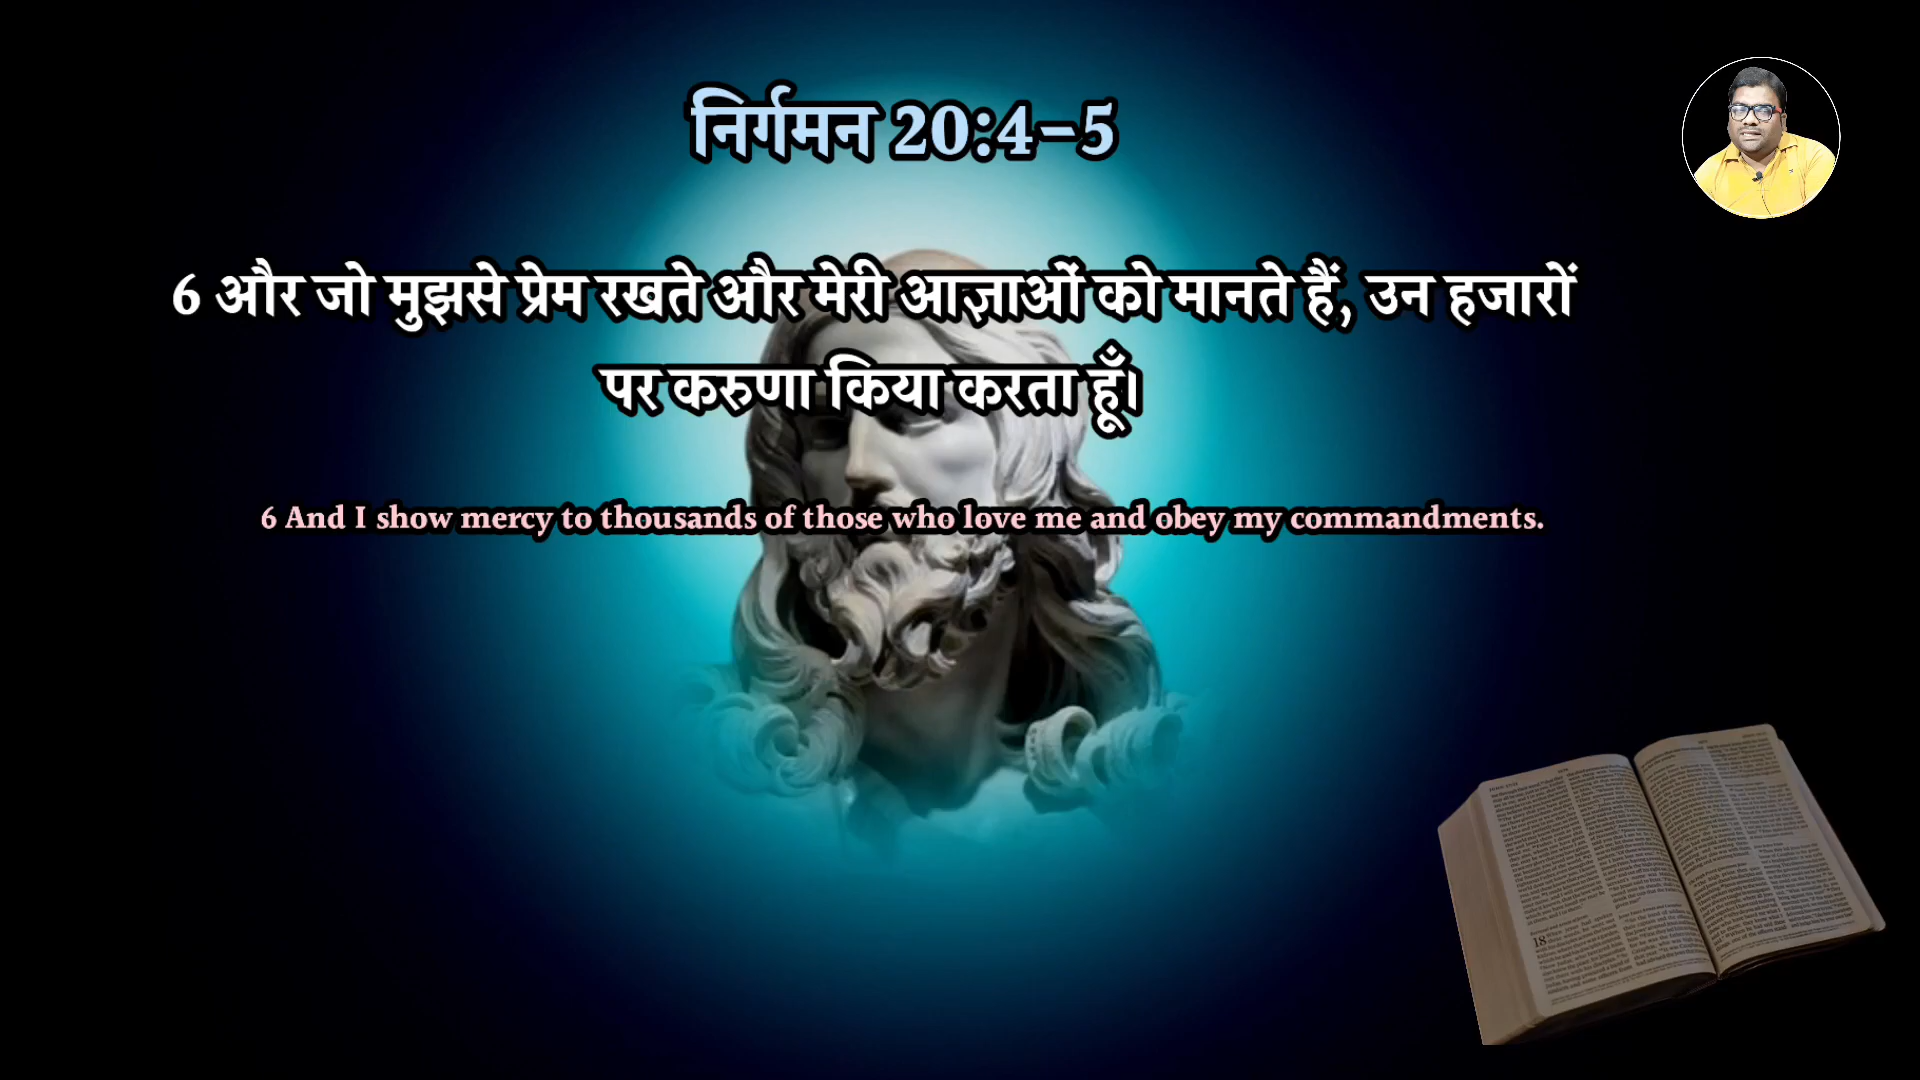 निर्गमन 20:4-5
6 और जो मुझसे प्रेम रखते और मेरी आज्ञाओं को मानते हैं, उन हजारों
पर करुणा किया करता हूँ।
6 And I show mercy to thousands of those who love me and obey my commandments.
18